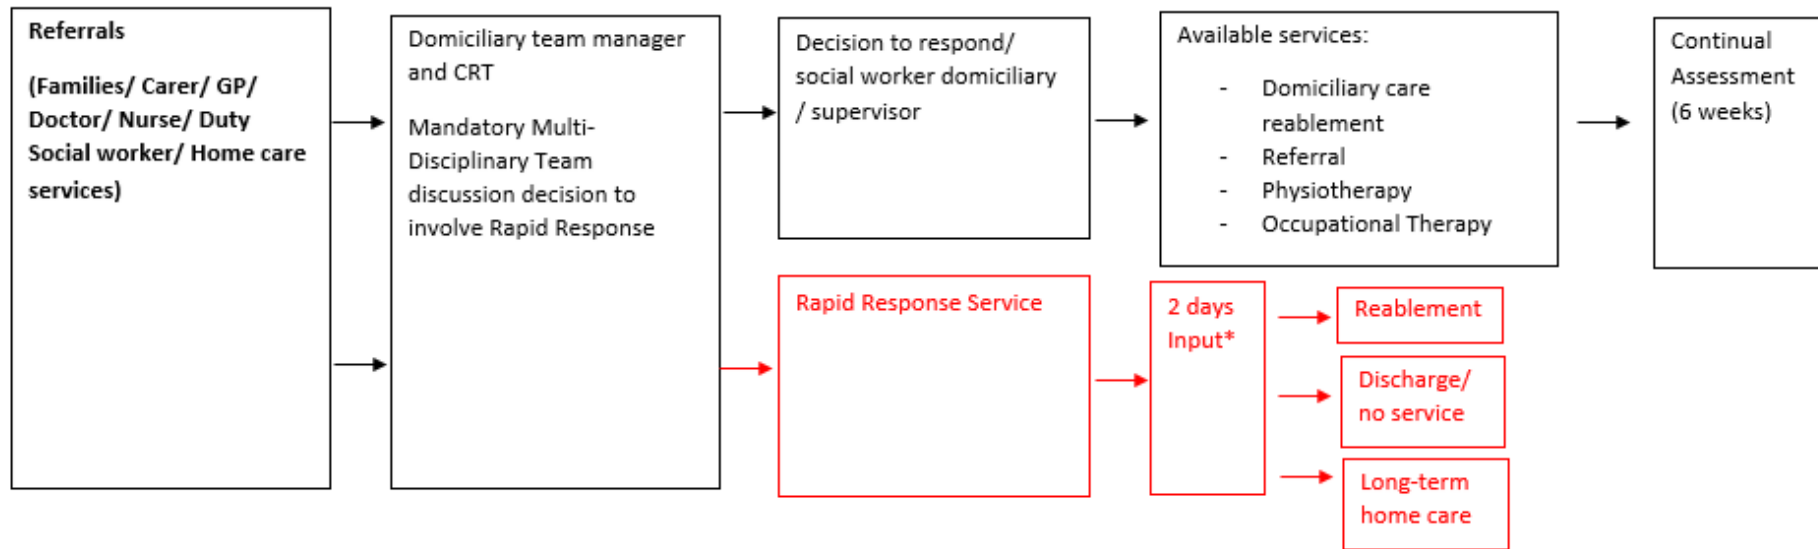 Referrals
(Families/ Carer/ GP/
Doctor/ Nurse/ Duty
Social worker/ Home care
services)
Domiciliary team manager
and CRT
Mandatory Multi-
Disciplinary Team
discussion decision to
involve Rapid Response
Decision to respond/
social worker domiciliary
/ supervisor
Available services:
- Domiciliary care
reablement
- Referral
- Physiotherapy
- Occupational Therapy
Continual
Assessment
(6 weeks)
Rapid Response Service
2 days
Input*
Reablement
Discharge/
no service
Long-term
home care